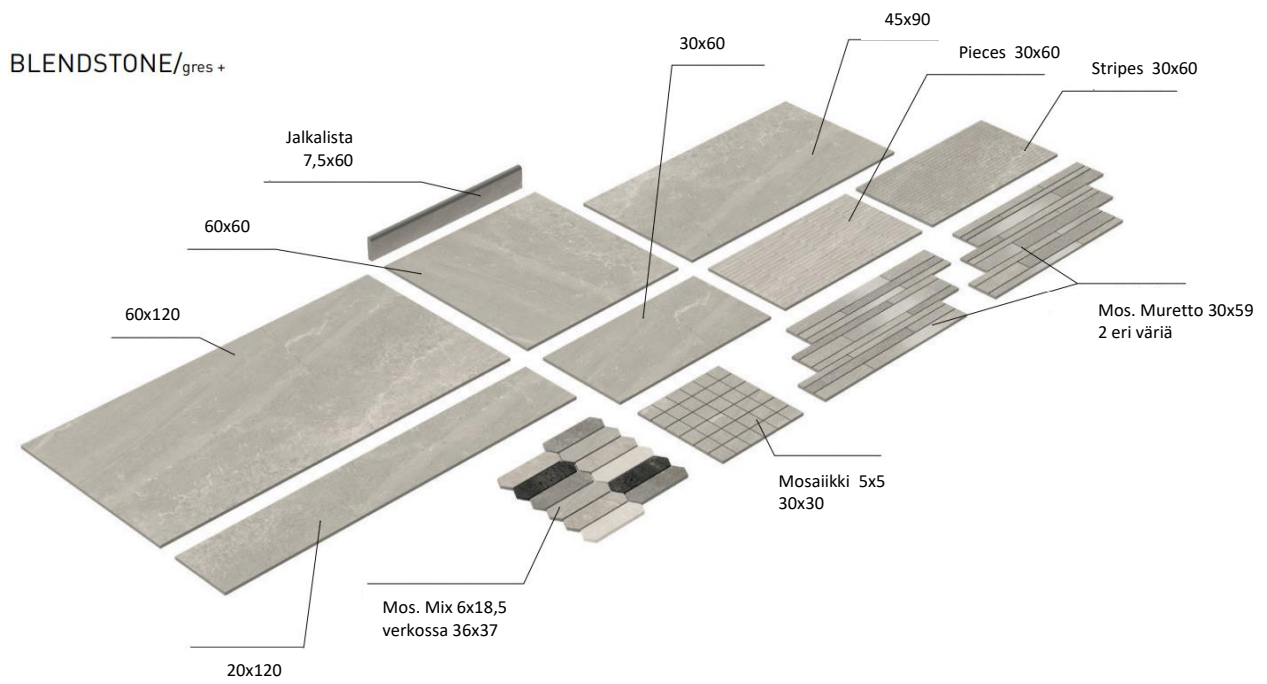 BLENDSTONE/gres +
45x90
30x60
Pieces 30x60
Stripes 30x60
Jalkalista
7,5x60
60x60
60x120
Mos. Muretto 30x59
2 eri väriä
Mosaiikki 5x5
30x30
Mos. Mix 6x18,5
verkossa 36x37
20x120